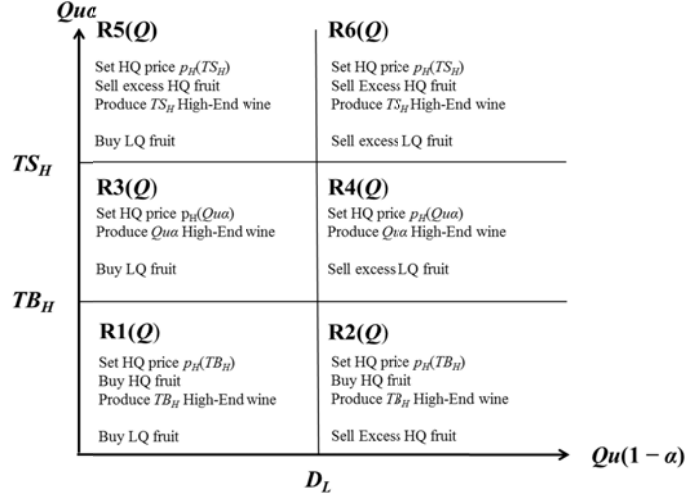 Quα
R5(Q)
Set HQ price pH(TSH)
Sell excess HQ fruit
Produce TSH High-End wine
Buy LQ fruit
R6(Q)
Set HQ price pH(TSH)
Sell Excess HQ fruit
Produce TSH High-End wine
Sell excess LQ fruit
TSH
R3(Q)
Set HQ price pH(Quα)
Produce Quα High-End wine
Buy LQ fruit
R4(Q)
Set HQ price pH(Quα)
Produce Quα High-End wine
Sell excess LQ fruit
TBH
R1(Q)
Set HQ price pH(TBH)
Buy HQ fruit
Produce TBH High-End wine
Buy LQ fruit
R2(Q)
Set HQ price pH(TBH)
Buy HQ fruit
Produce TBH High-End wine
Sell Excess HQ fruit
Qu(1 − α)
DL